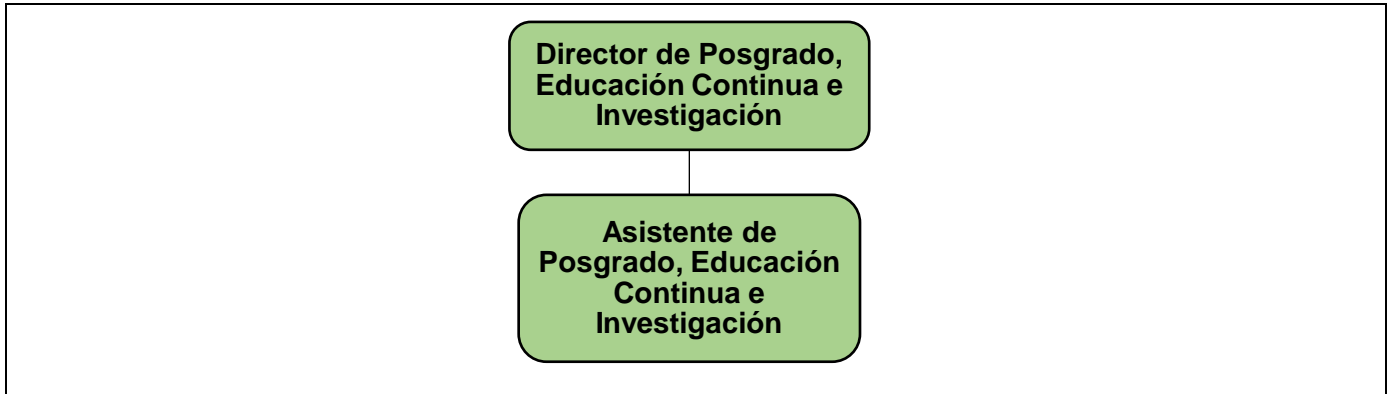 Director de Posgrado,
Educación Continua e
Investigación
Asistente de
Posgrado, Educación
Continua e
Investigación